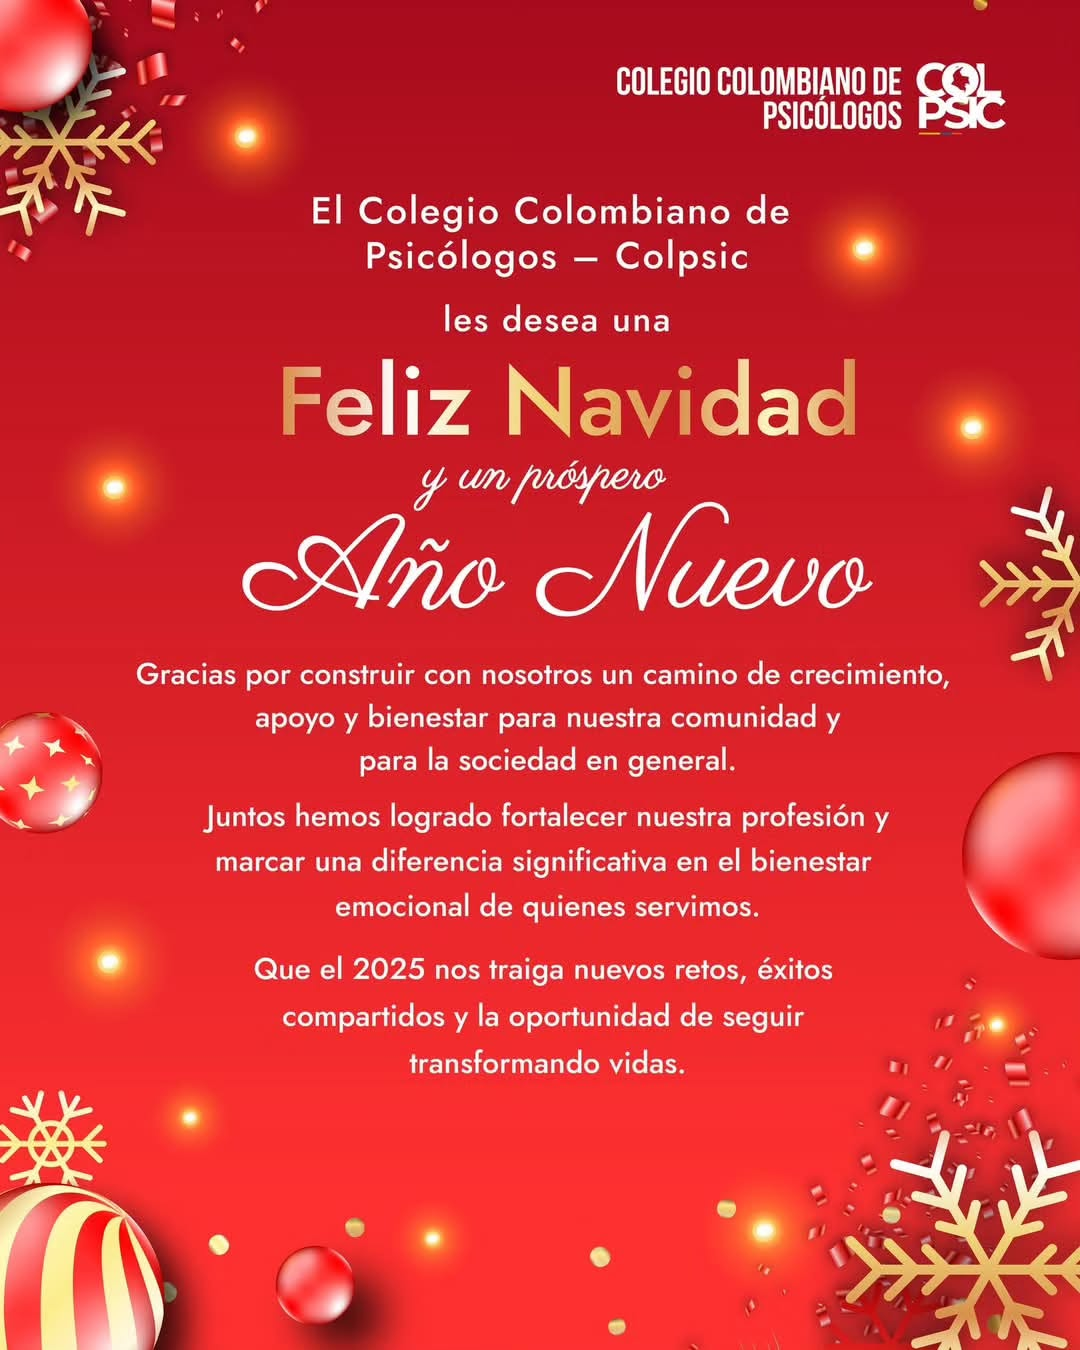 COLEGIO COLOMBIANO DE
PSICÓLOGOS
COL
PSIC
El Colegio Colombiano de
Psicólogos – Colpsic
les desea una
Feliz Navidad
y un próspero
Año Nuevo
Gracias por construir con nosotros un camino de crecimiento,
apoyo y bienestar para nuestra comunidad y
para la sociedad en general.
Juntos hemos logrado fortalecer nuestra profesión y
marcar una diferencia significativa en el bienestar
emocional de quienes servimos.
Que el 2025 nos traiga nuevos retos, éxitos
compartidos y la oportunidad de seguir
transformando vidas.